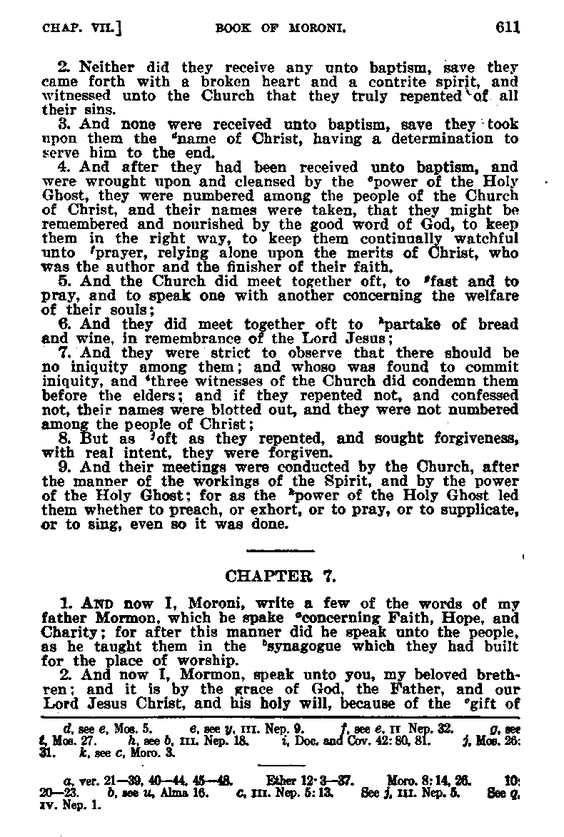 CHAP. VII.] BOOK OF MORONI. 611
2. Neither did they receive any unto baptism, save they
came forth with a broken heart and a contrite spirit, and
witnessed unto the Church that they truly repented of all
their sins.
3. And none were received unto baptism, save they took
upon them the dname of Christ, having a determination to
serve him to the end.
4. And after they had been received unto baptism, and
were wrought upon and cleansed by the epower of the Holy
Ghost, they were numbered among the people of the Church
of Christ, and their names were taken, that they might be
remembered and nourished by the good word of God, to keep
them in the right way, to keep them continually watchful
unto fprayer, relying alone upon the merits of Christ, who
was the author and the finisher of their faith.
5. And the Church did meet together oft, to gfast and to
pray, and to speak one with another concerning the welfare
of their souls;
6. And they did meet together oft to hpartake of bread
and wine, in remembrance of the Lord Jesus;
7. And they were strict to observe that there should be
no iniquity among them; and whoso was found to commit
iniquity, and ithree witnesses of the Church did condemn them
before the elders; and if they repented not, and confessed
not, their names were blotted out, and they were not numbered
among the people of Christ;
8. But as joft as they repented, and sought forgiveness,
with real intent, they were forgiven.
9. And their meetings were conducted by the Church, after
the manner of the workings of the Spirit, and by the power
of the Holy Ghost; for as the kpower of the Holy Ghost led
them whether to preach, or exhort, or to pray, or to supplicate,
or to sing, even so it was done.
CHAPTER 7.
1. AND now I, Moroni, write a few of the words of my
father Mormon, which he spake aconcerning Faith, Hope, and
Charity; for after this manner did he speak unto the people,
as he taught them in the bsynagogue which they had built
for the place of worship.
2. And now I, Mormon, speak unto you, my beloved breth-
ren; and it is by the grace of God, the Father, and our
Lord Jesus Christ, and his holy will, because of the cgift of
d, see e, Mos. 5. e, see y, III. Nep. 9. f, see e, II Nep. 32. g, see
t, Mos. 27. h, see b, III. Nep. 18. i, Doc. and Cov. 42:80, 81. j, Mos. 26:
31. k, see c, Moro. 3.
a, ver. 21—39, 40—44, 45—48. Ether 12:3—37. Moro. 8:14, 26. 10:
20—23. b, see u, Alma 16. c, III. Nep. 5:13. See j, III. Nep. 5. See q,
IV. Nep. 1.